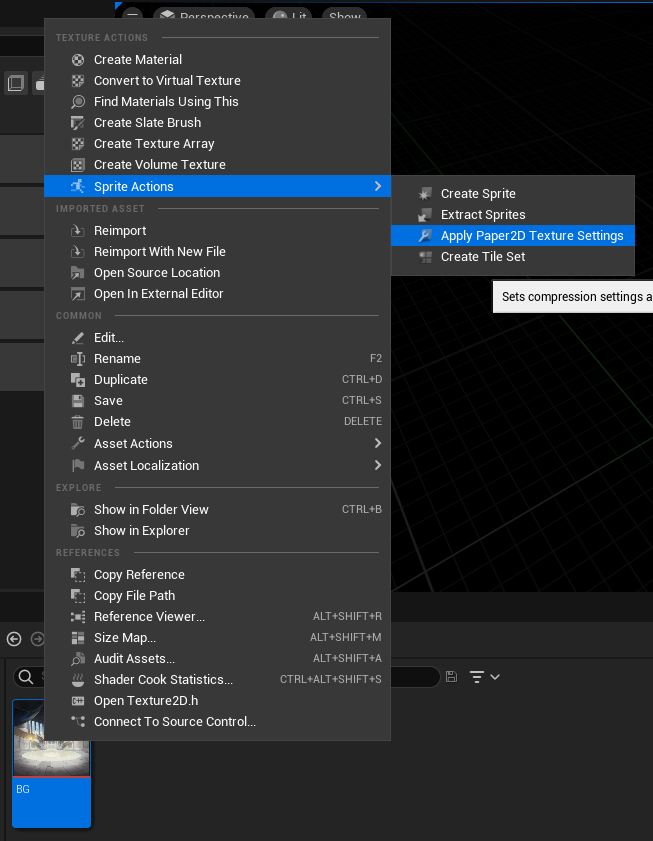 Perspective
Lit
Show
TEXTURE ACTIONS
Create Material
Convert to Virtual Texture
Find Materials Using This
Create Slate Brush
Create Texture Array
Create Volume Texture
Sprite Actions
Create Sprite
Extract Sprites
Apply Paper2D Texture Settings
Create Tile Set
Sets compression settings a
IMPORTED ASSET
Reimport
Reimport With New File
Open Source Location
Open In External Editor
COMMON
Edit...
Rename F2
Duplicate CTRL+D
Save CTRL+S
Delete DELETE
Asset Actions
Asset Localization
EXPLORE
Show in Folder View CTRL+B
Show in Explorer
REFERENCES
Copy Reference
Copy File Path
Reference Viewer... ALT+SHIFT+R
Size Map... ALT+SHIFT+M
Audit Assets... ALT+SHIFT+A
Shader Cook Statistics... CTRL+ALT+SHIFT+S
Open Texture2D.h
Connect To Source Control...
BG